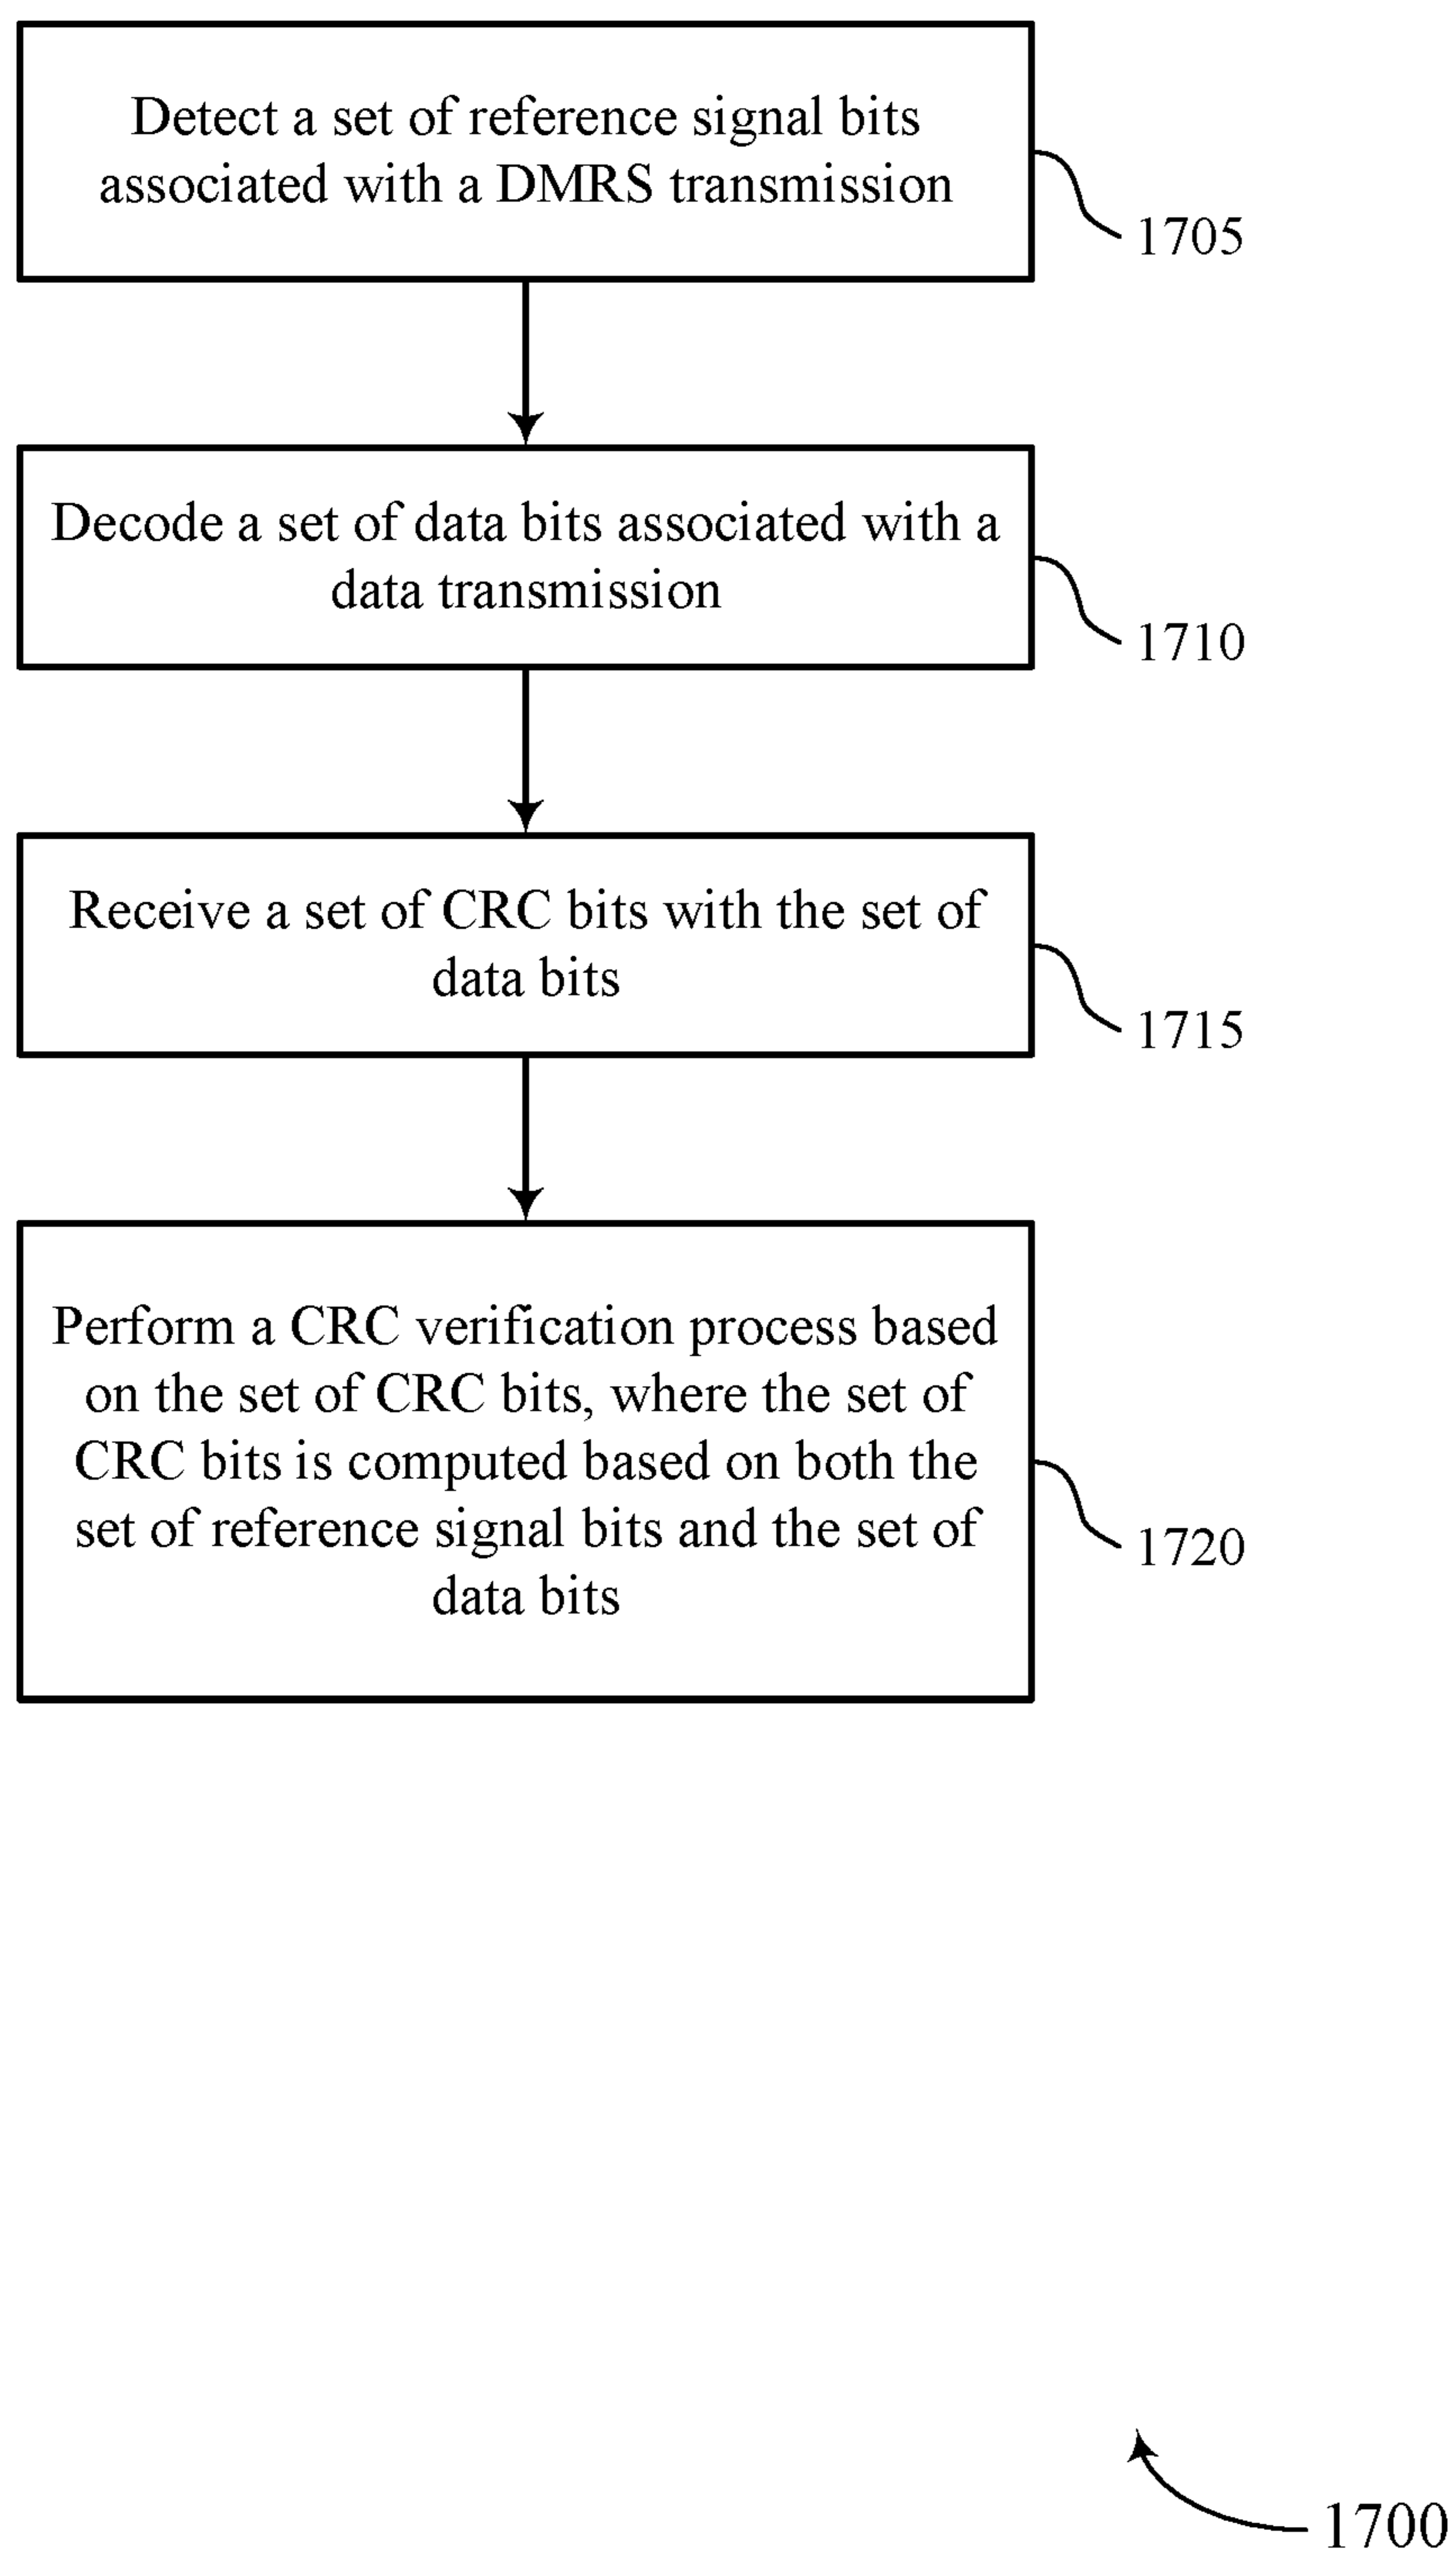 Detect a set of reference signal bits
associated with a DMRS transmission
1705
Decode a set of data bits associated with a
data transmission
1710
Receive a set of CRC bits with the set of
data bits
1715
Perform a CRC verification process based
on the set of CRC bits, where the set of
CRC bits is computed based on both the
set of reference signal bits and the set of
data bits
1720
1700